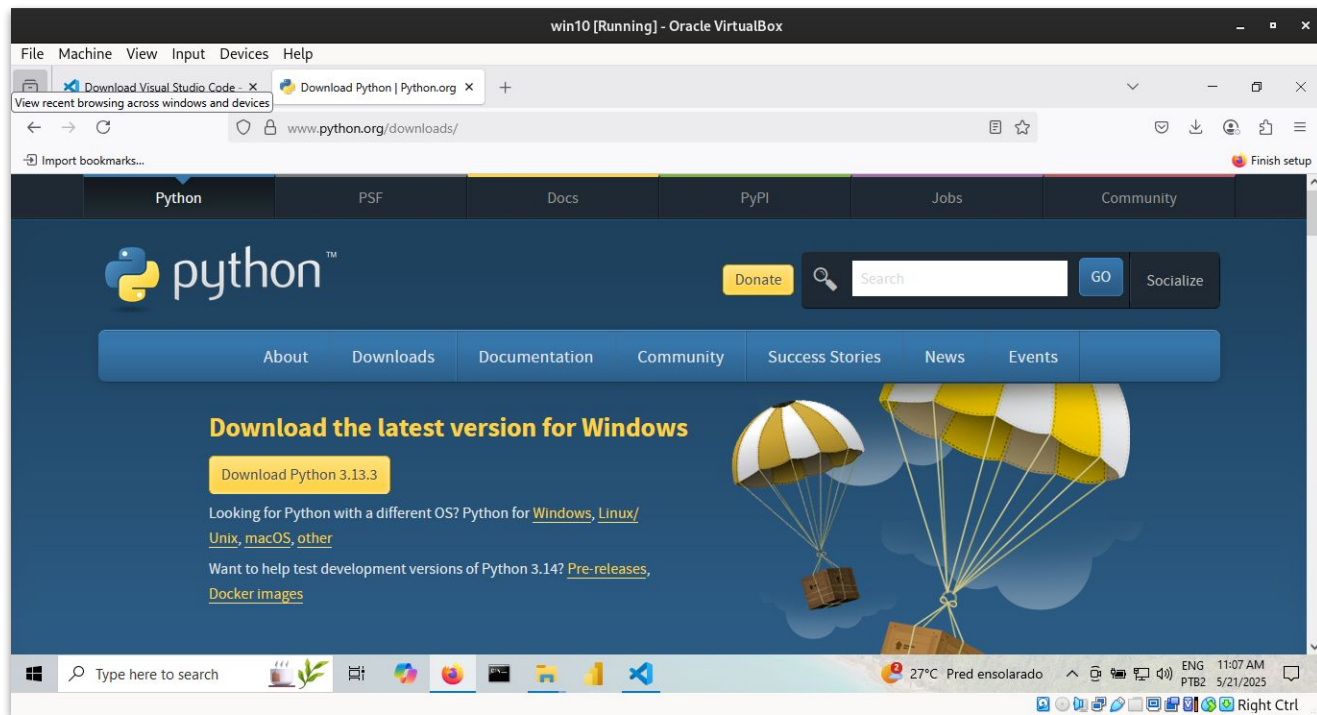 win10 [Running] - Oracle VirtualBox
File Machine View Input Devices Help
Download Visual Studio Code - Download Python | Python.org
View recent browsing across windows and devices
www.python.org/downloads/
Import bookmarks... Finish setup
Python PSF Docs PyPI Jobs Community
python™ Donate Search GO Socialize
About Downloads Documentation Community Success Stories News Events
Download the latest version for Windows
Download Python 3.13.3
Looking for Python with a different OS? Python for Windows, Linux/
Unix, macOS, other
Want to help test development versions of Python 3.14? Pre-releases,
Docker images
Type here to search 2 27°C Pred ensolarado ENG 11:07 AM
PTB2 5/21/2025
Right Ctrl